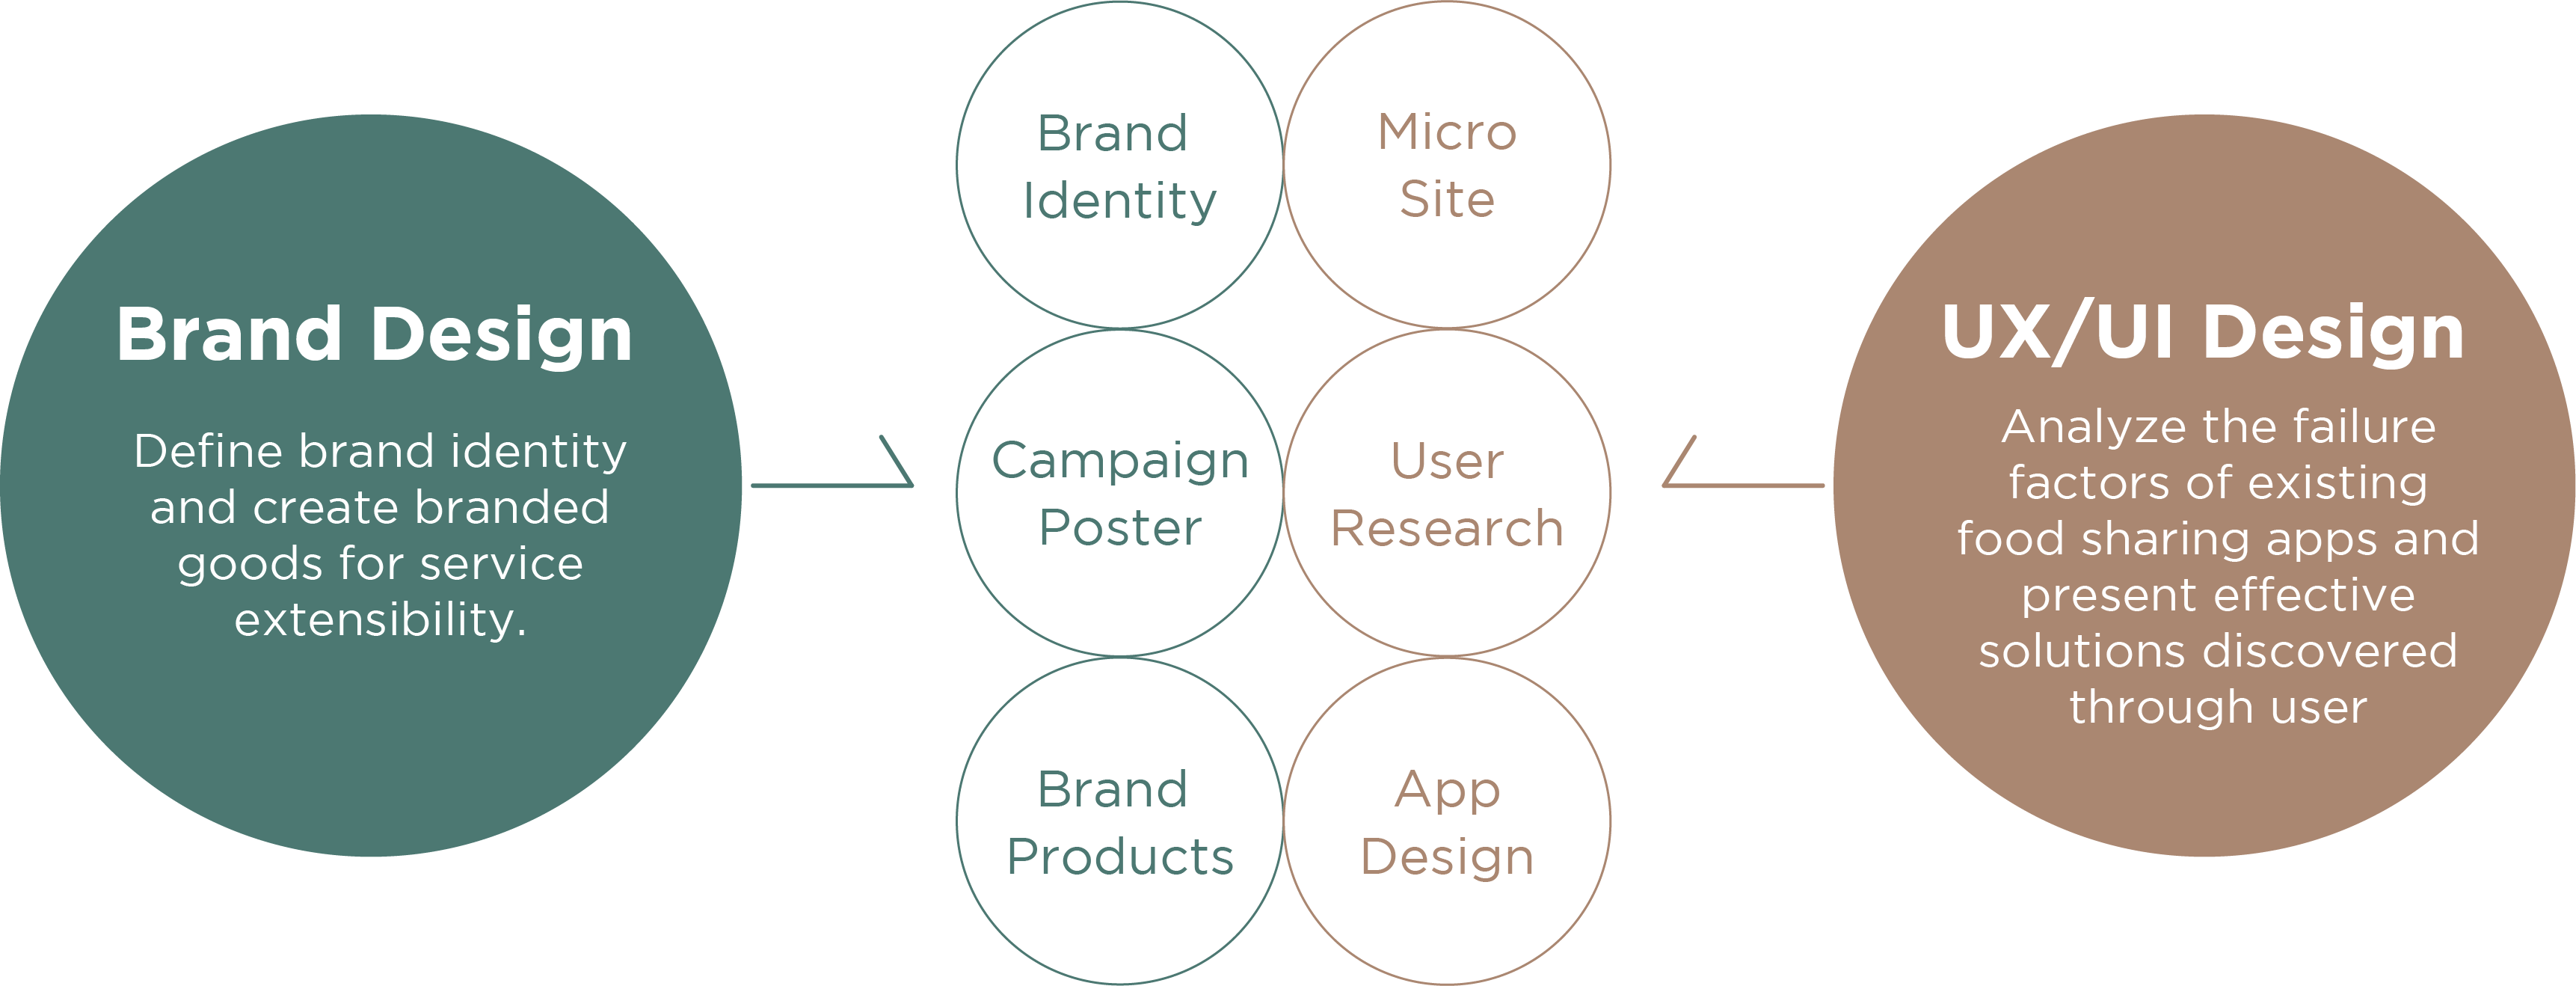 Brand Design
Define brand identity
and create branded
goods for service
extensibility.
Brand
Identity
Micro
Site
Campaign
Poster
User
Research
Brand
Products
App
Design
UX/UI Design
Analyze the failure
factors of existing
food sharing apps and
present effective
solutions discovered
through user